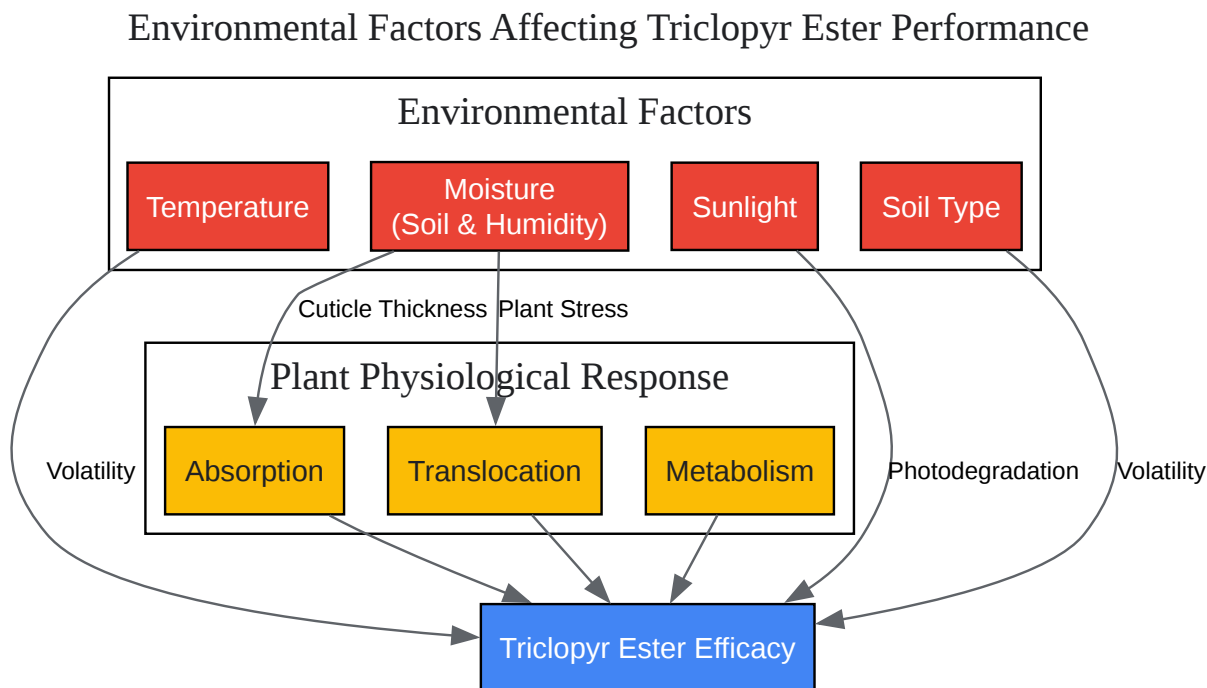 Environmental Factors Affecting Triclopyr Ester Performance
Environmental Factors
Temperature
Moisture
(Soil & Humidity)
Sunlight
Soil Type
Cuticle Thickness
Plant Stress
Plant Physiological Response
Absorption
Translocation
Metabolism
Volatility
Photodegradation
Volatility
Triclopyr Ester Efficacy